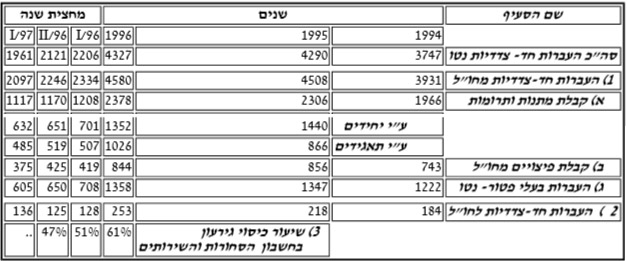 שם הסעיף שנים מחצית שנה
1994 1995 1996 I/96 II/96 I/97
סה״כ העברות חד- צדדיות נטו 3747 4290 4327 2206 2121 1961
1) העברות חד-צדדיות מחו״ל 3931 4508 4580 2334 2246 2097
א) קבלת מתנות ותרומות 1966 2306 2378 1208 1170 1117
ע״י יחידים 1440 1352 701 651 632
ע״י תאגידים 866 1026 507 519 485
ב) קבלת פיצויים מחו״ל 743 856 844 419 425 375
ג) העברות בעלי פטור- נטו 1222 1347 1358 708 650 605
2 ) העברות חד-צדדיות לחו״ל 184 218 253 128 125 136
3) שיעור כיסוי גירעון 61% 51% 47% ..
בחשבון הסחורות והשירותים